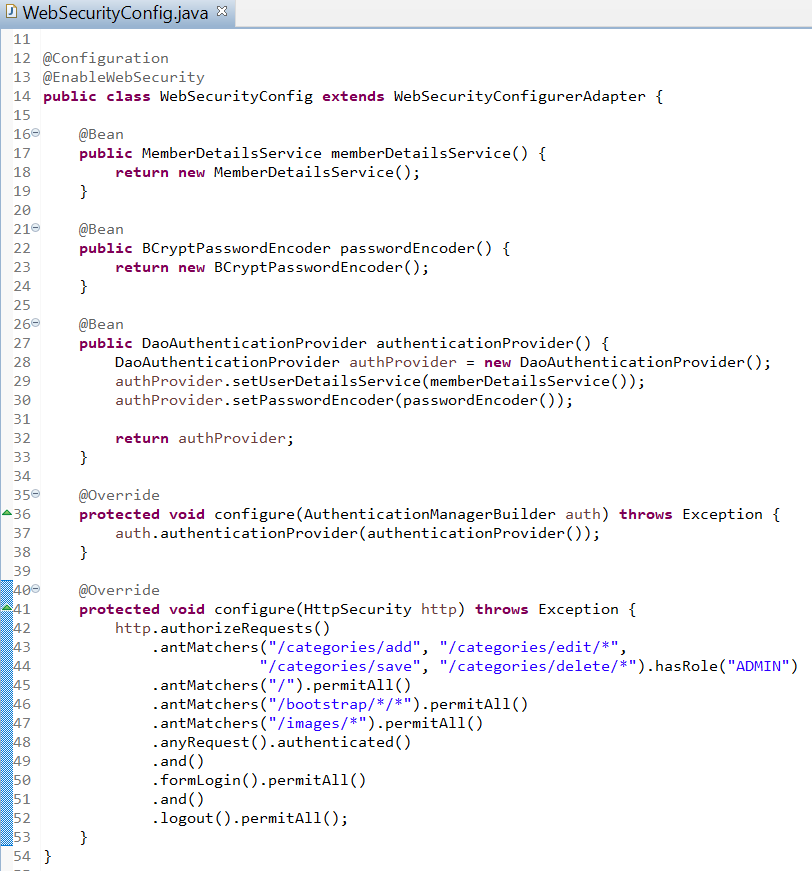 WebSecurityConfig.java
11
12 @Configuration
13 @EnableWebSecurity
14 public class WebSecurityConfig extends WebSecurityConfigurerAdapter {
15
16     @Bean
17     public MemberDetailsService memberDetailsService() {
18         return new MemberDetailsService();
19     }
20
21     @Bean
22     public BCryptPasswordEncoder passwordEncoder() {
23         return new BCryptPasswordEncoder();
24     }
25
26     @Bean
27     public DaoAuthenticationProvider authenticationProvider() {
28         DaoAuthenticationProvider authProvider = new DaoAuthenticationProvider();
29         authProvider.setUserDetailsService(memberDetailsService());
30         authProvider.setPasswordEncoder(passwordEncoder());
31
32         return authProvider;
33     }
34
35     @Override
36     protected void configure(AuthenticationManagerBuilder auth) throws Exception {
37         auth.authenticationProvider(authenticationProvider());
38     }
39
40     @Override
41     protected void configure(HttpSecurity http) throws Exception {
42         http.authorizeRequests()
43             .antMatchers("/categories/add", "/categories/edit/*",
44                         "/categories/save", "/categories/delete/*").hasRole("ADMIN")
45             .antMatchers("/").permitAll()
46             .antMatchers("/bootstrap/*/*").permitAll()
47             .antMatchers("/images/*").permitAll()
48             .anyRequest().authenticated()
49             .and()
50             .formLogin().permitAll()
51             .and()
52             .logout().permitAll();
53     }
54 }